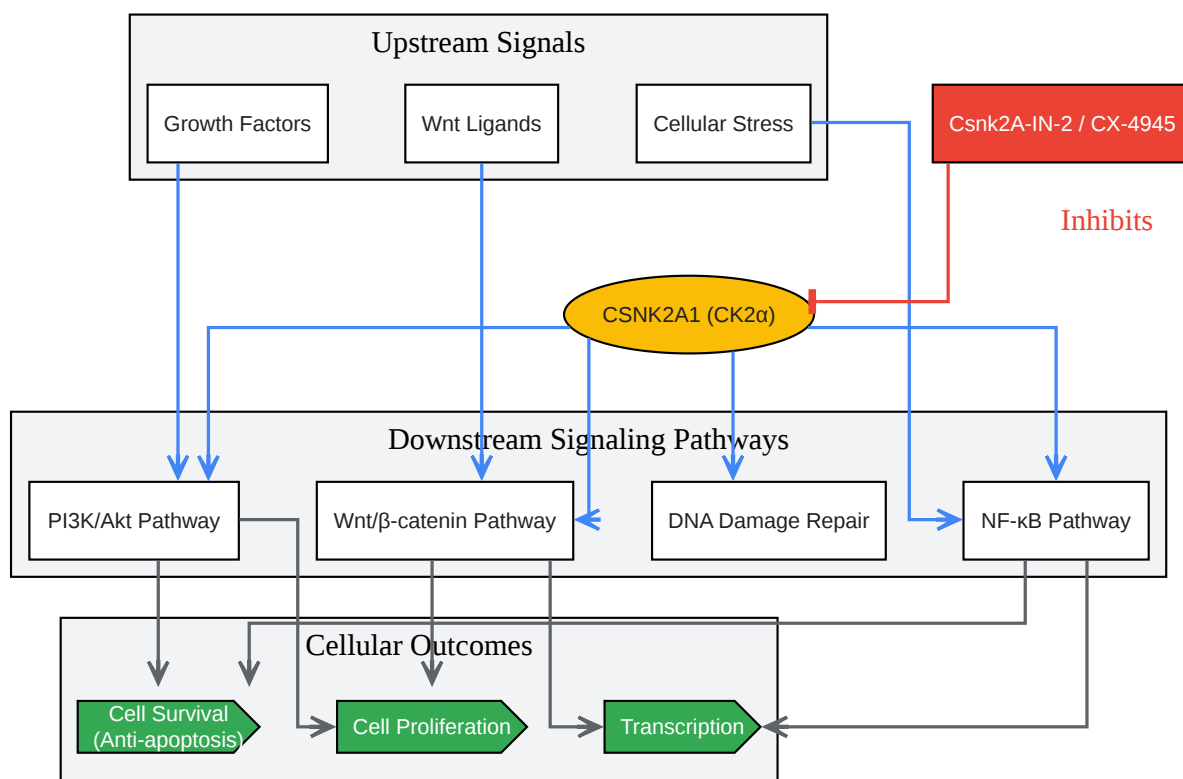 Upstream Signals
Growth Factors
Wnt Ligands
Cellular Stress
Csnk2A-IN-2 / CX-4945
Inhibits
CSNK2A1 (CK2α)
Downstream Signaling Pathways
PI3K/Akt Pathway
Wnt/β-catenin Pathway
DNA Damage Repair
NF-κB Pathway
Cellular Outcomes
Cell Survival
(Anti-apoptosis)
Cell Proliferation
Transcription